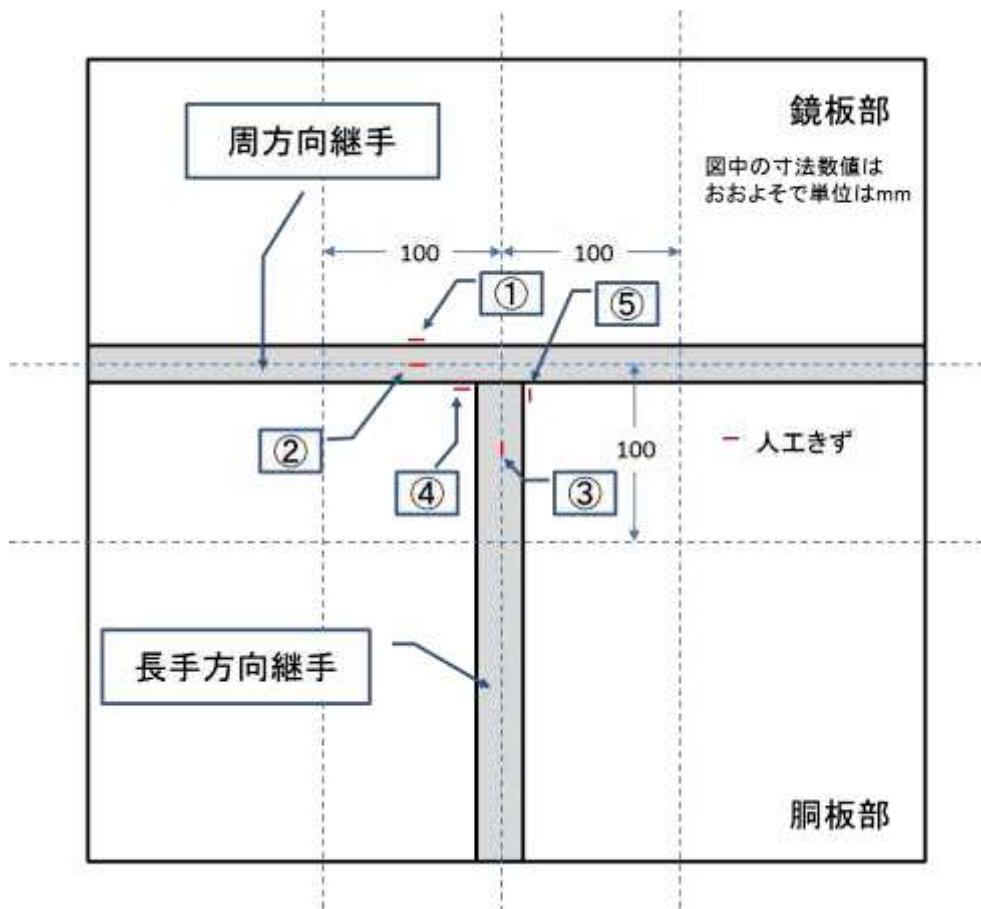 鏡板部
周方向継手
図中の寸法数値は
おおよそで単位はmm
100
100
①
⑤
②
④
③
100
人工きず
長手方向継手
胴板部